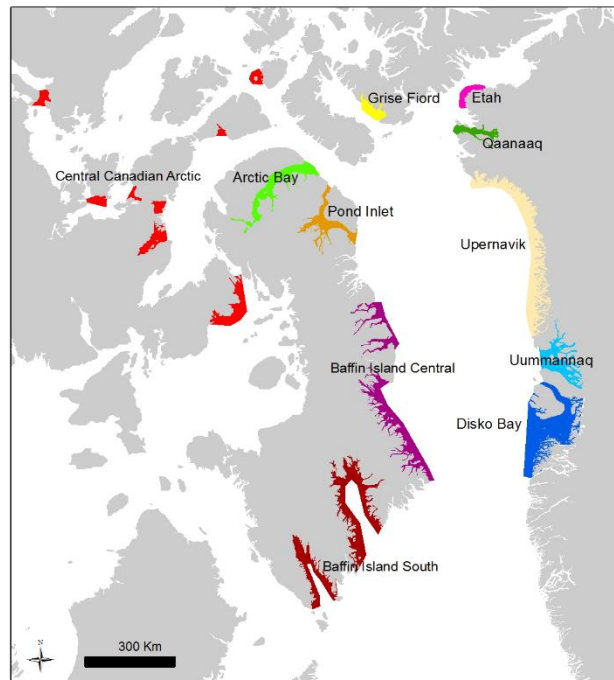 Grise Fiord
Etah
Qaanaaq
Central Canadian Arctic
Arctic Bay
Pond Inlet
Upernavik
Uummannaq
Baffin Island Central
Disko Bay
Baffin Island South
N
300 Km